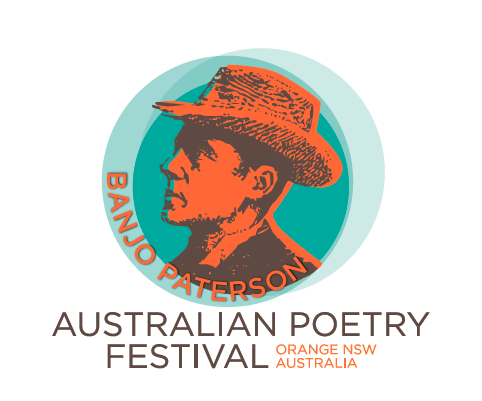 BANJO PATERSON
AUSTRALIAN POETRY
FESTIVAL ORANGE NSW
AUSTRALIA